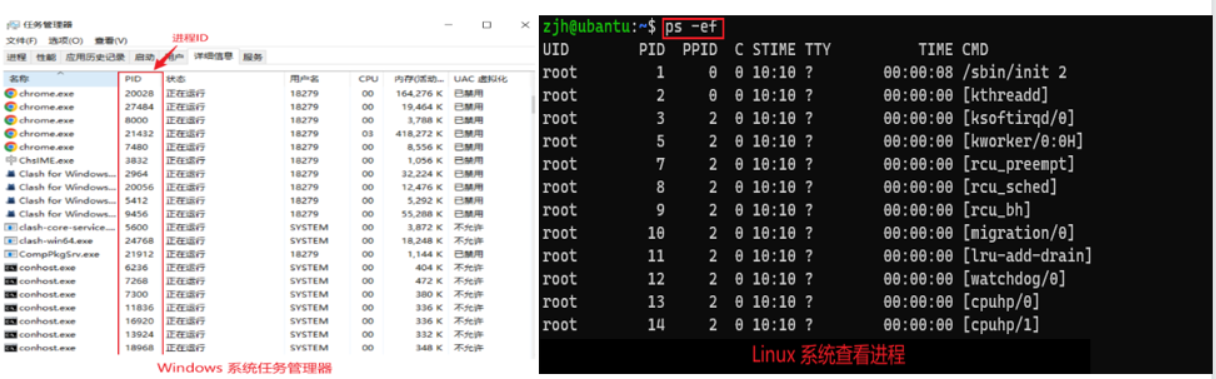 任务管理器
文件(F) 选项(O) 查看(V)
进程ID
进程 性能 应用历史记录 启动 用户 详细信息 服务
名称 PID 状态 用户名 CPU 内存(活动... UAC 虚拟化
chrome.exe 20028 正在运行 18279 00 164,276 K 已禁用
chrome.exe 27484 正在运行 18279 00 19,464 K 已禁用
chrome.exe 8000 正在运行 18279 00 3,788 K 已禁用
chrome.exe 21432 正在运行 18279 03 418,272 K 已禁用
chrome.exe 7480 正在运行 18279 00 8,556 K 已禁用
ChsIME.exe 3832 正在运行 18279 00 1,056 K 已禁用
Clash for Windows... 2964 正在运行 18279 00 32,224 K 已禁用
Clash for Windows... 20056 正在运行 18279 00 12,476 K 已禁用
Clash for Windows... 5412 正在运行 18279 00 5,292 K 已禁用
Clash for Windows... 9456 正在运行 18279 00 55,288 K 已禁用
clash-core-service... 5600 正在运行 SYSTEM 00 3,872 K 不允许
clash-win64.exe 24768 正在运行 SYSTEM 00 18,248 K 不允许
CompPkgSrv.exe 21912 正在运行 18279 00 1,144 K 已禁用
conhost.exe 6236 正在运行 SYSTEM 00 404 K 不允许
conhost.exe 7268 正在运行 SYSTEM 00 472 K 不允许
conhost.exe 7300 正在运行 SYSTEM 00 380 K 不允许
conhost.exe 11836 正在运行 SYSTEM 00 336 K 不允许
conhost.exe 16920 正在运行 SYSTEM 00 336 K 不允许
conhost.exe 13924 正在运行 SYSTEM 00 332 K 不允许
conhost.exe 18968 正在运行 SYSTEM 00 348 K 不允许
Windows 系统任务管理器
zjh@ubantu:~$ ps -ef
UID PID PPID C STIME TTY TIME CMD
root 1 0 0 10:10 ? 00:00:08 /sbin/init 2
root 2 0 0 10:10 ? 00:00:00 [kthreadd]
root 3 2 0 10:10 ? 00:00:00 [ksoftirqd/0]
root 5 2 0 10:10 ? 00:00:00 [kworker/0:0H]
root 7 2 0 10:10 ? 00:00:00 [rcu_preempt]
root 8 2 0 10:10 ? 00:00:00 [rcu_sched]
root 9 2 0 10:10 ? 00:00:00 [rcu_bh]
root 10 2 0 10:10 ? 00:00:00 [migration/0]
root 11 2 0 10:10 ? 00:00:00 [lru-add-drain]
root 12 2 0 10:10 ? 00:00:00 [watchdog/0]
root 13 2 0 10:10 ? 00:00:00 [cpuhp/0]
root 14 2 0 10:10 ? 00:00:00 [cpuhp/1]
Linux 系统查看进程